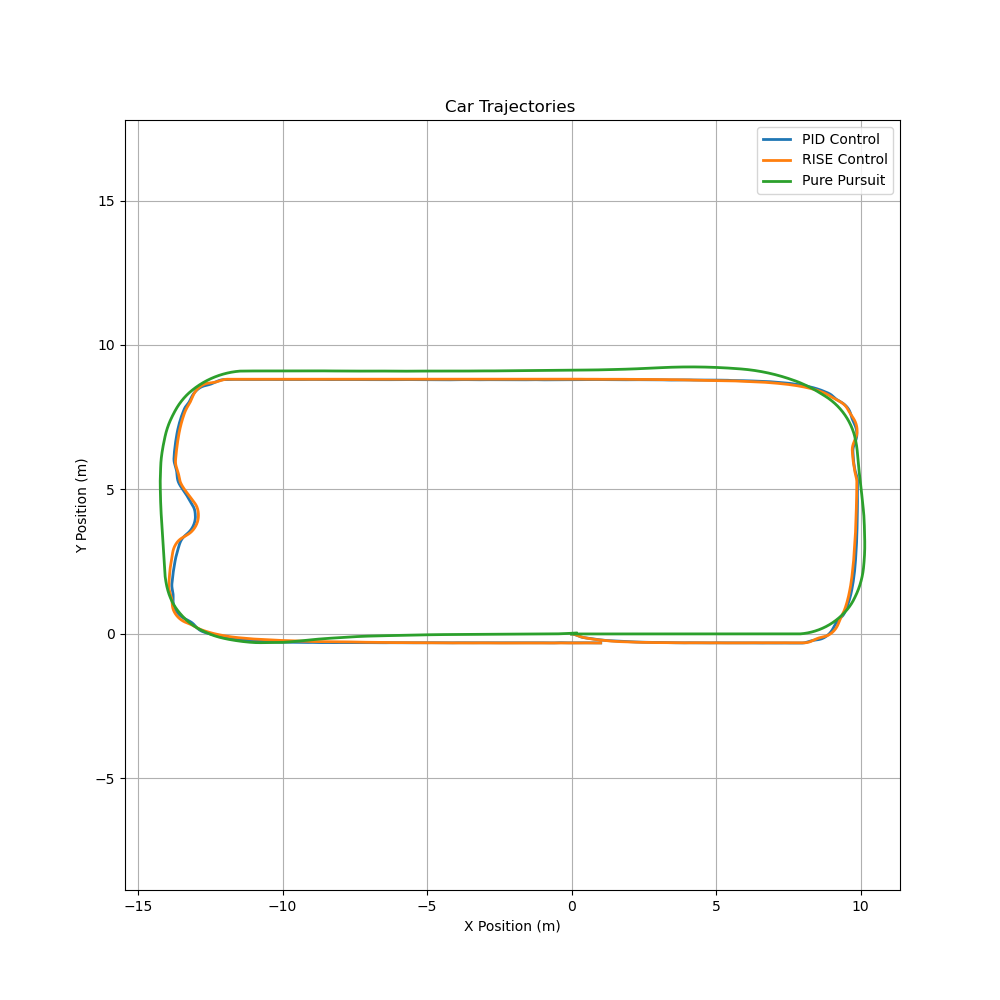 Car Trajectories
PID Control
RISE Control
Pure Pursuit
15
10
5
0
−5
Y Position (m)
−15
−10
−5
0
5
10
X Position (m)